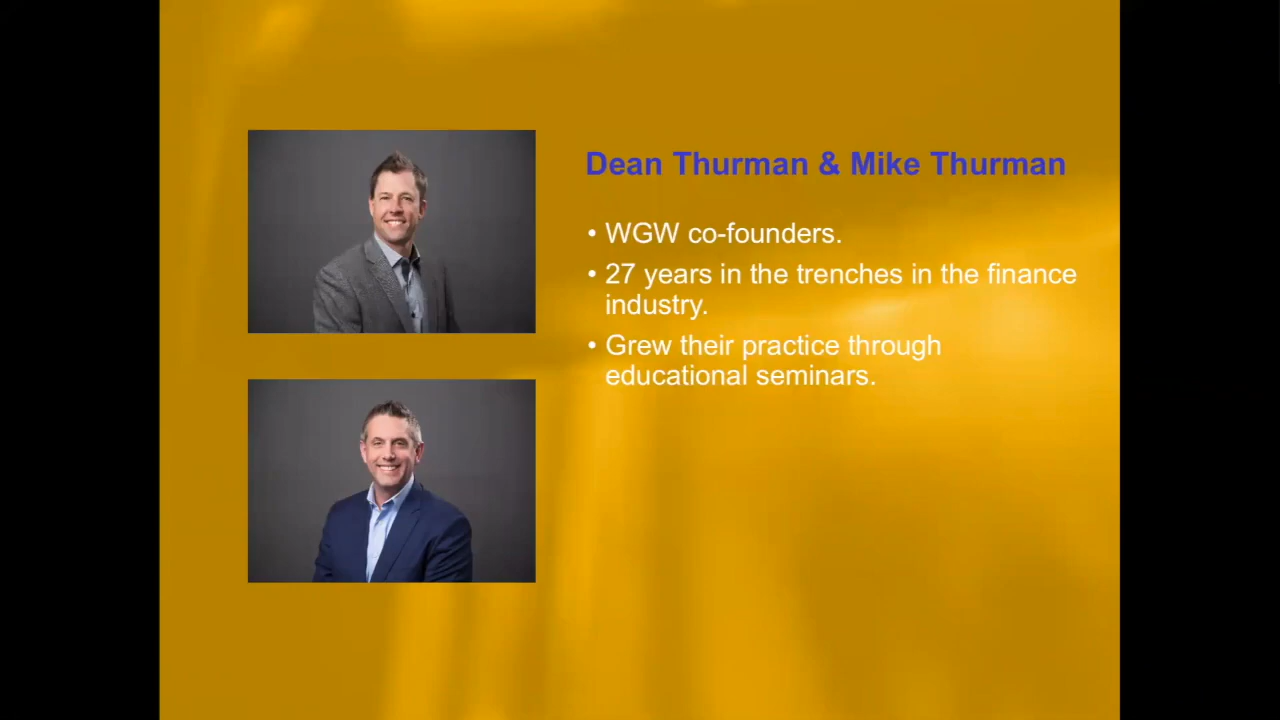 Dean Thurman & Mike Thurman
• WGW co-founders.
• 27 years in the trenches in the finance
industry.
• Grew their practice through
educational seminars.